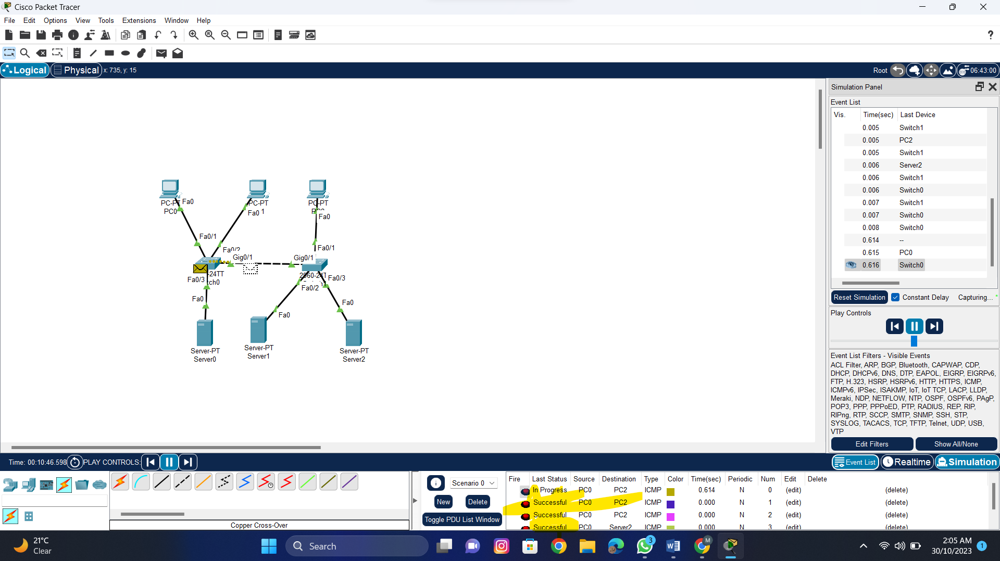 Cisco Packet Tracer
File Edit Options View Tools Extensions Window Help
Logical Physical x: 735, y: 15 Root 06:43:00
Simulation Panel
Event List
Vis. Time(sec) Last Device
0.005 Switch1
0.005 PC2
0.005 Switch1
0.006 Server2
0.006 Switch1
0.006 Switch0
0.007 Switch1
0.007 Switch0
0.008 Switch0
0.614 --
0.615 PC0
0.616 Switch0
Reset Simulation Constant Delay Capturing...
Play Controls
Event List Filters - Visible Events
ACL Filter, ARP, BGP, Bluetooth, CAPWAP, CDP,
DHCP, DHCPv6, DNS, DTP, EAPOL, EIGRP, EIGRPv6,
FTP, H.323, HSRP, HSRPv6, HTTP, HTTPS, ICMP,
ICMPv6, IPSec, ISAKMP, IoT, IoT TCP, LACP, LLDP,
Meraki, NDP, NETFLOW, NTP, OSPF, OSPFv6, PAgP,
POP3, PPP, PPPoED, PTP, RADIUS, REP, RIP,
RIPng, RTP, SCCP, SMTP, SNMP, SSH, STP,
SYSLOG, TACACS, TCP, TFTP, Telnet, UDP, USB,
VTP
Edit Filters Show All/None
PC-PT Fa0
PC0
PC-PT
Fa0 1
PC-PT
Fa0
Fa0/1
Fa0/2
Gig0/1
Gig0/1
Fa0/1
-24TT
tch0
Fa0/3
Fa0/3
Fa0/2
Fa0
Fa0
Fa0
Server-PT
Server0
Server-PT
Server1
Server-PT
Server2
Time: 00:10:46.598 PLAY CONTROLS: Event List Realtime Simulation
Scenario 0
New Delete
Toggle PDU List Window
Copper Cross-Over
Fire Last Status Source Destination Type Color Time(sec) Periodic Num Edit Delete
In Progress PC0 PC2 ICMP 0.614 N 0 (edit) (delete)
Successful PC0 PC2 ICMP 0.000 N 1 (edit) (delete)
Successful PC0 PC2 ICMP 0.000 N 2 (edit) (delete)
Successful PC0 Server2 ICMP 0.000 N 3 (edit) (delete)
21°C
Clear
Search
3
M
2:05 AM
30/10/2023
1